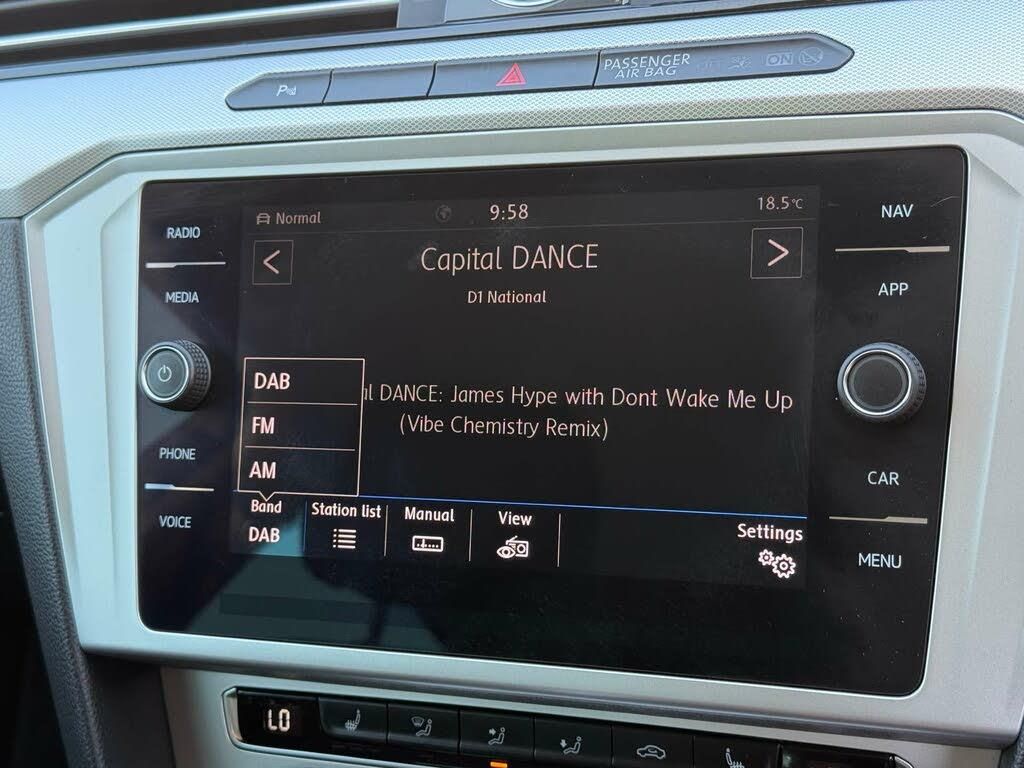 PASSENGER
AIR BAG
OFF
ON
RADIO
MEDIA
PHONE
VOICE
Normal
9:58
18.5°C
<
Capital DANCE
>
D1 National
l DANCE: James Hype with Dont Wake Me Up
(Vibe Chemistry Remix)
DAB
FM
AM
Band
DAB
Station list
Manual
View
Settings
NAV
APP
CAR
MENU
LO